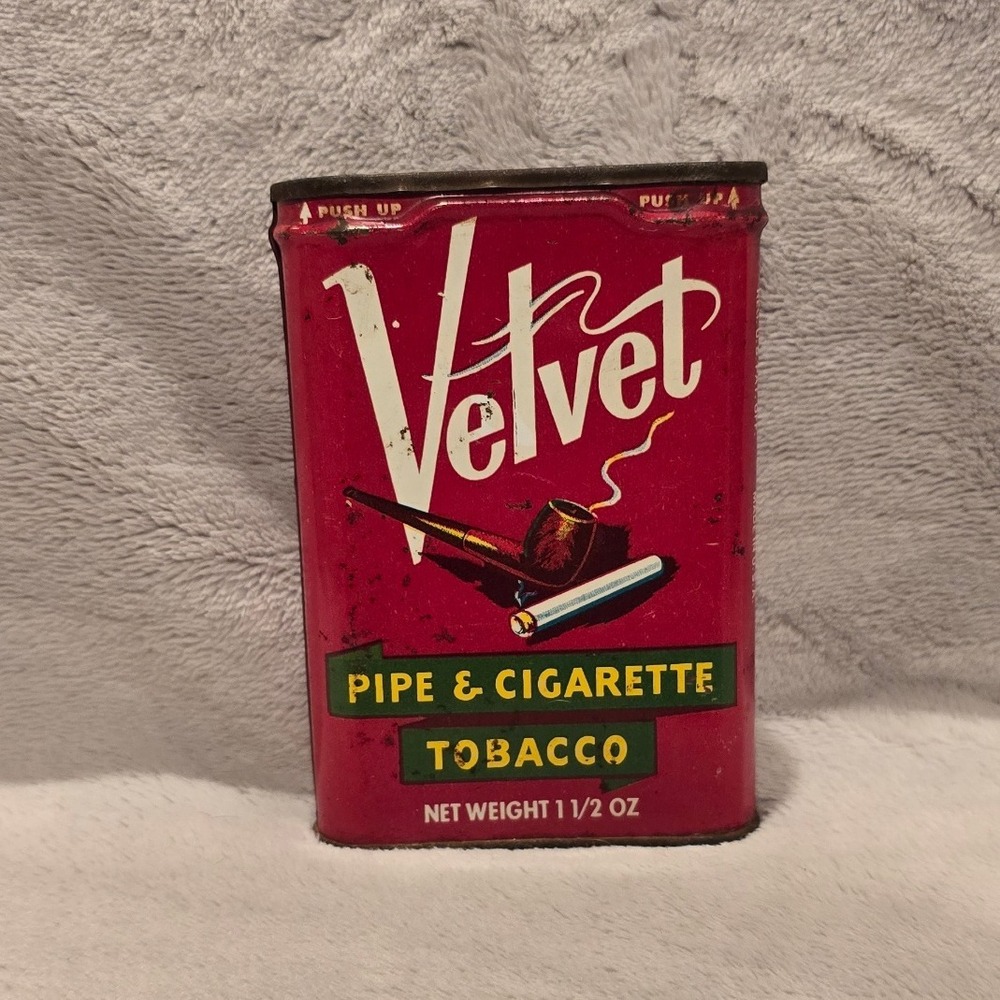 PUSH UP PUSH UP
Velvet
PIPE & CIGARETTE
TOBACCO
NET WEIGHT 1 1/2 OZ